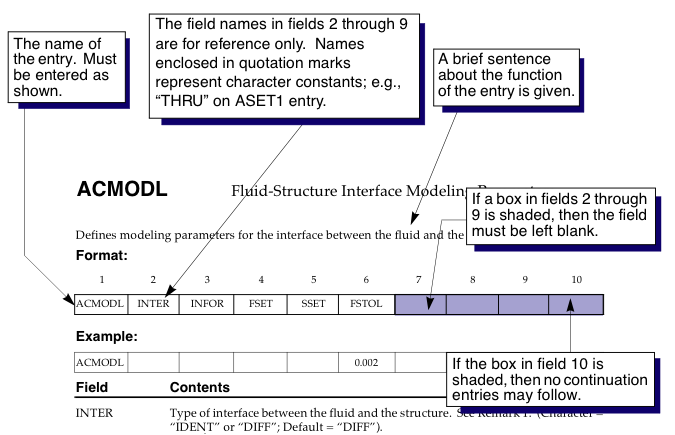 The field names in fields 2 through 9
are for reference only. Names
enclosed in quotation marks
represent character constants; e.g.,
“THRU” on ASET1 entry.
The name of
the entry. Must
be entered as
shown.
A brief sentence
about the function
of the entry is given.
ACMODL
Fluid-Structure Interface Modeling
If a box in fields 2 through
9 is shaded, then the field
must be left blank.
Defines modeling parameters for the interface between the fluid and the
Format:
1 2 3 4 5 6 7 8 9 10
ACMODL INTER INFOR FSET SSET FSTOL
Example:
ACMODL 0.002
If the box in field 10 is
shaded, then no continuation
entries may follow.
Field Contents
INTER Type of interface between the fluid and the structure. See Remark 1. (Character =
“IDENT” or “DIFF”; Default = “DIFF”).